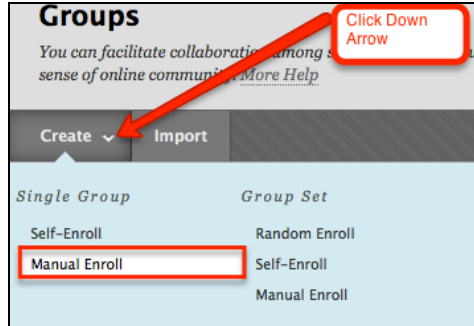 Groups
Click Down
Arrow
You can facilitate collaboration among s
sense of online community. More Help
Create
Import
Single Group
Group Set
Self-Enroll
Random Enroll
Manual Enroll
Self-Enroll
Manual Enroll